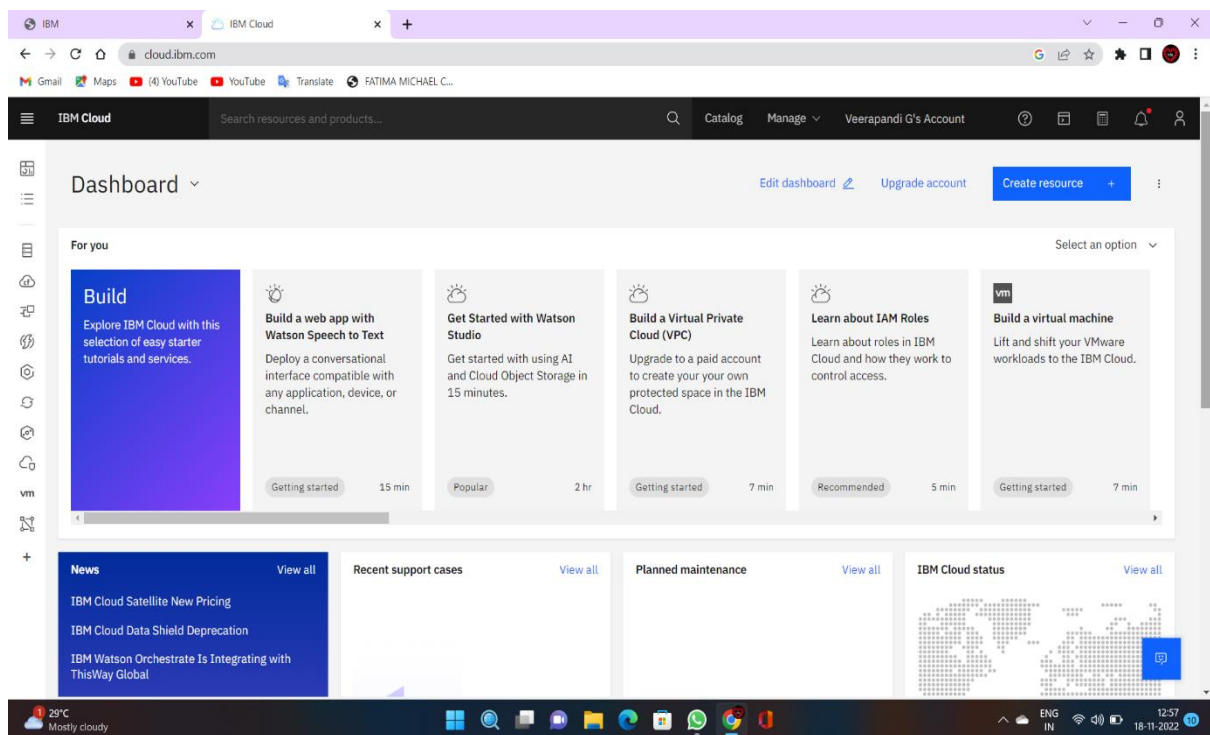 IBM
IBM Cloud
cloud.ibm.com
G
Gmail
Maps
(4) YouTube
YouTube
Translate
FATIMA MICHAEL C...
IBM Cloud
Search resources and products...
Catalog
Manage
Veerapandi G's Account
Dashboard
Edit dashboard
Upgrade account
Create resource +
For you
Select an option
Build
Explore IBM Cloud with this
selection of easy starter
tutorials and services.
Build a web app with
Watson Speech to Text
Deploy a conversational
interface compatible with
any application, device, or
channel.
Getting started 15 min
Get Started with Watson
Studio
Get started with using AI
and Cloud Object Storage in
15 minutes.
Popular 2 hr
Build a Virtual Private
Cloud (VPC)
Upgrade to a paid account
to create your your own
protected space in the IBM
Cloud.
Getting started 7 min
Learn about IAM Roles
Learn about roles in IBM
Cloud and how they work to
control access.
Recommended 5 min
vm
Build a virtual machine
Lift and shift your VMware
workloads to the IBM Cloud.
Getting started 7 min
vm
News View all
IBM Cloud Satellite New Pricing
IBM Cloud Data Shield Deprecation
IBM Watson Orchestrate Is Integrating with
ThisWay Global
Recent support cases View all
Planned maintenance View all
IBM Cloud status View all
1
29°C
Mostly cloudy
ENG
IN
12:57
18-11-2022
10